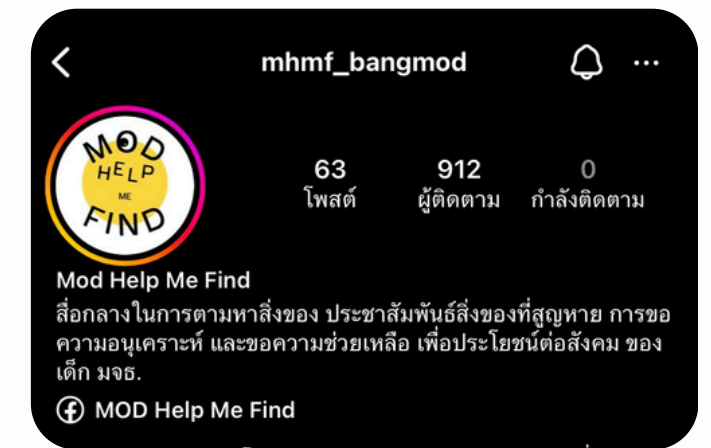 mhmf_bangmod
MOD
HELP
ME
FIND
63
โพสต์
912
ผู้ติดตาม
0
กำลังติดตาม
Mod Help Me Find
สื่อกลางในการตามหาสิ่งของ ประชาสัมพันธ์สิ่งของที่สูญหาย การขอ
ความอนุเคราะห์ และขอความช่วยเหลือ เพื่อประโยชน์ต่อสังคม ของ
เด็ก มจธ.
MOD Help Me Find